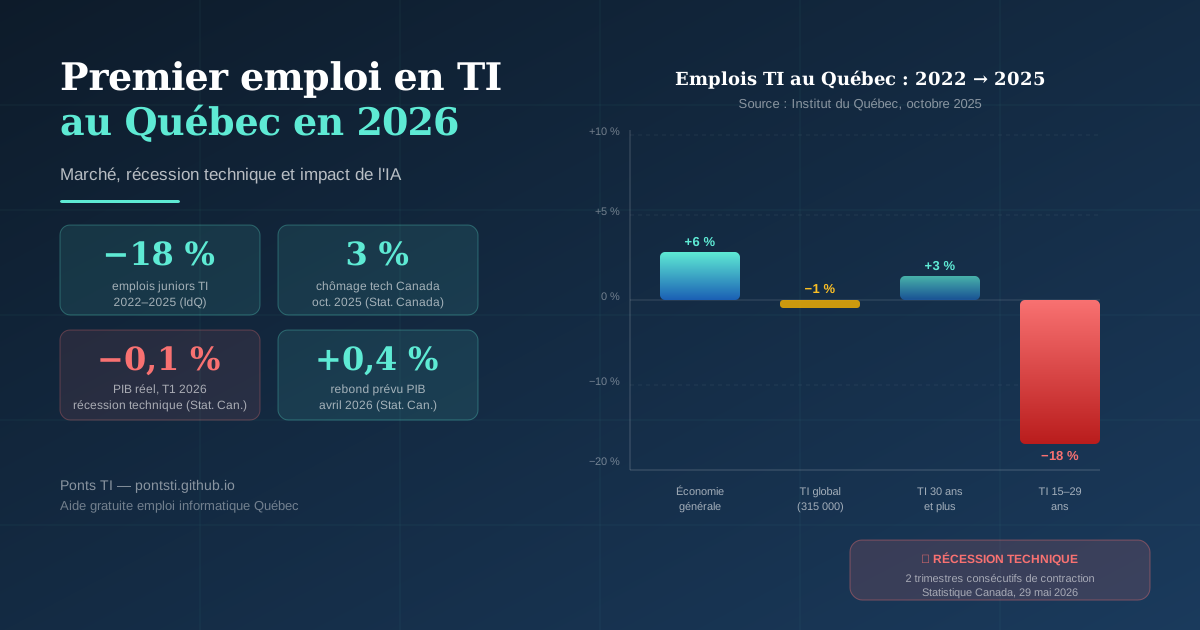 Premier emploi en TI
au Québec en 2026
Marché, récession technique et impact de l'IA
−18 %
emplois juniors TI
2022–2025 (IdQ)
3 %
chômage tech Canada
oct. 2025 (Stat. Canada)
−0,1 %
PIB réel, T1 2026
récession technique (Stat. Can.)
+0,4 %
rebond prévu PIB
avril 2026 (Stat. Can.)
Ponts TI — pontsti.github.io
Aide gratuite emploi informatique Québec
Emplois TI au Québec : 2022 → 2025
Source : Institut du Québec, octobre 2025
+10 %
+5 %
0 %
−10 %
−20 %
+6 %
−1 %
+3 %
−18 %
Économie
générale
TI global
(315 000)
TI 30 ans
et plus
TI 15–29
ans
RÉCESSION TECHNIQUE
2 trimestres consécutifs de contraction
Statistique Canada, 29 mai 2026